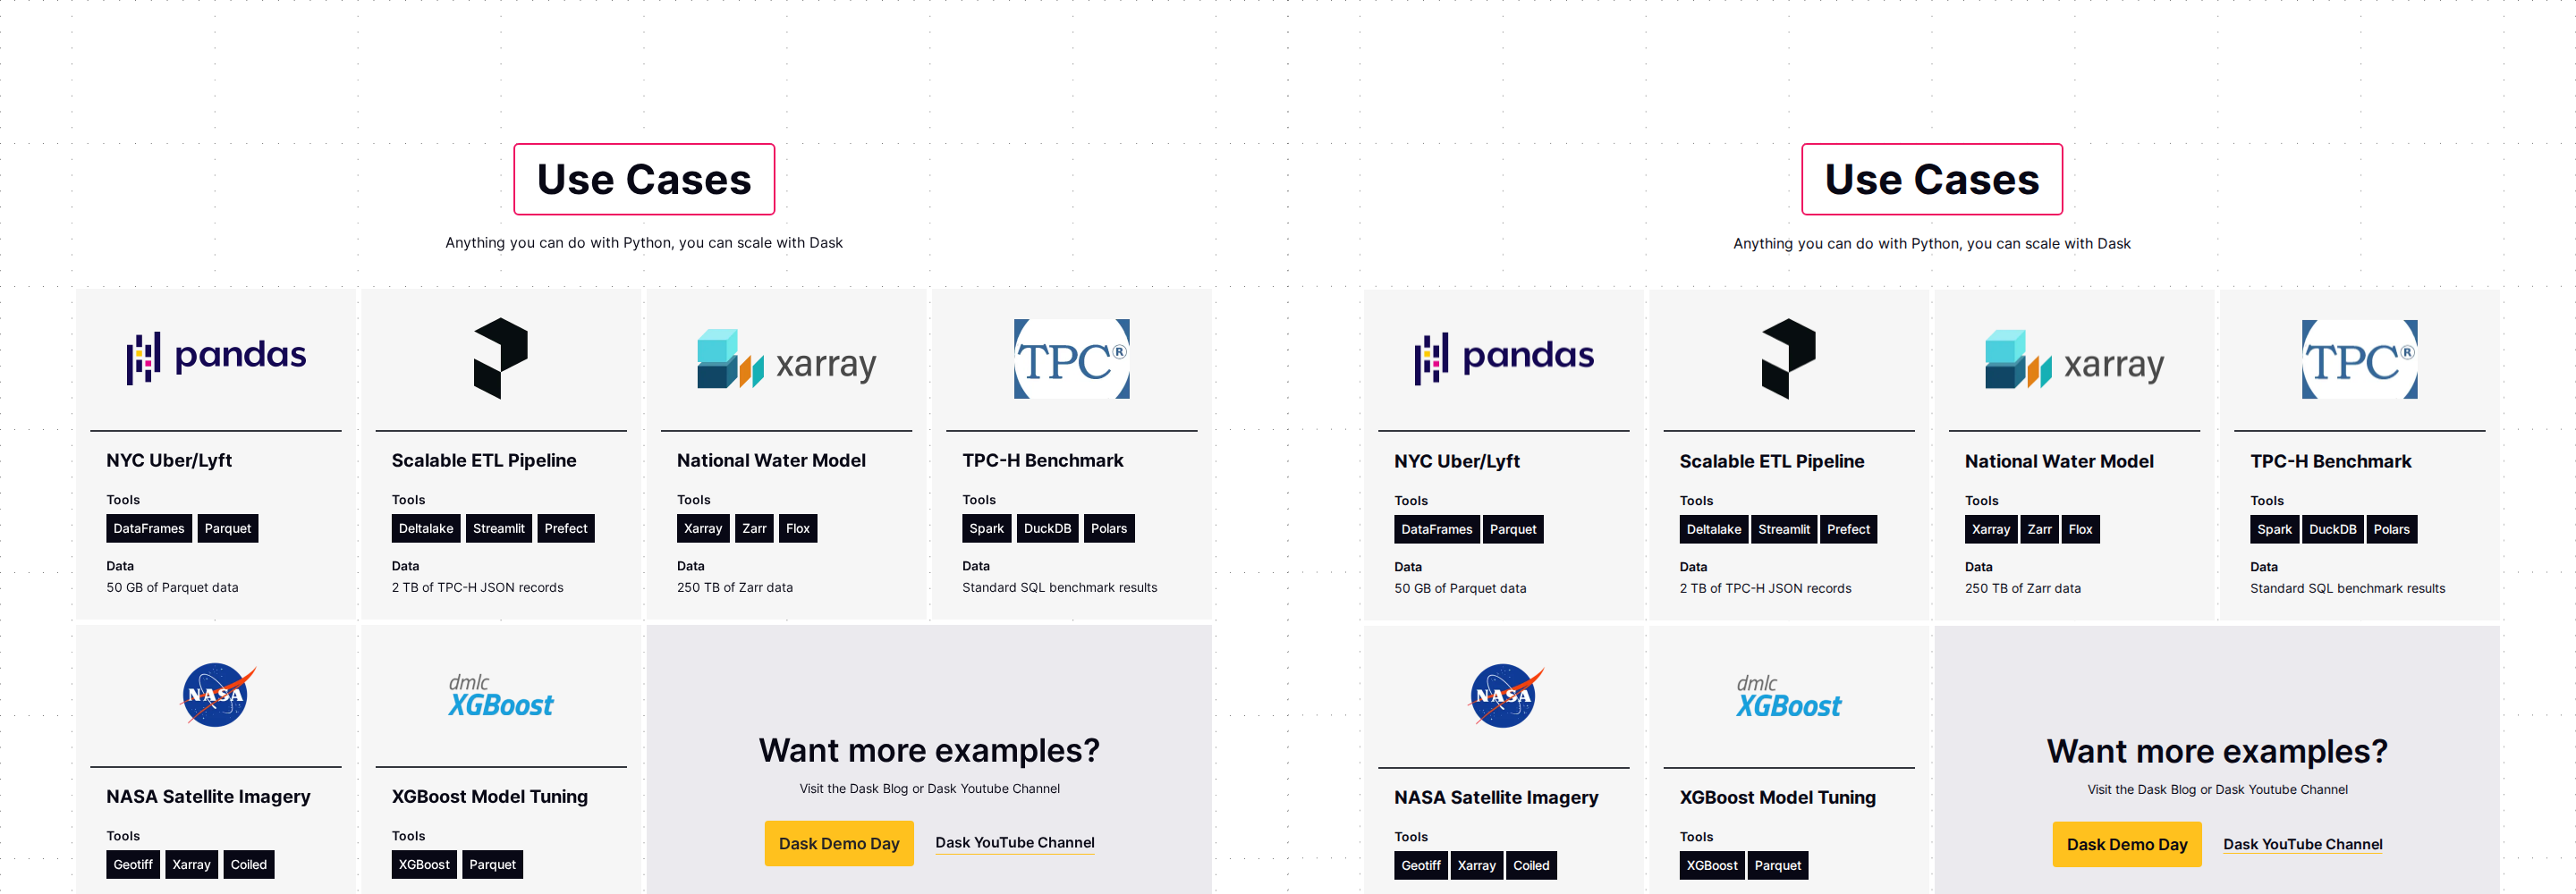 Use Cases
Anything you can do with Python, you can scale with Dask
pandas
xarray
TPC®
NYC Uber/Lyft
Scalable ETL Pipeline
National Water Model
TPC-H Benchmark
Tools
Tools
Tools
Tools
DataFrames Parquet
Deltalake Streamlit Prefect
Xarray Zarr Flox
Spark DuckDB Polars
Data
Data
Data
Data
50 GB of Parquet data
2 TB of TPC-H JSON records
250 TB of Zarr data
Standard SQL benchmark results
NASA
dmlc
XGBoost
Want more examples?
Visit the Dask Blog or Dask Youtube Channel
Dask Demo Day
Dask YouTube Channel
NASA Satellite Imagery
XGBoost Model Tuning
Tools
Tools
Geotiff Xarray Coiled
XGBoost Parquet
Use Cases
Anything you can do with Python, you can scale with Dask
pandas
xarray
TPC®
NYC Uber/Lyft
Scalable ETL Pipeline
National Water Model
TPC-H Benchmark
Tools
Tools
Tools
Tools
DataFrames Parquet
Deltalake Streamlit Prefect
Xarray Zarr Flox
Spark DuckDB Polars
Data
Data
Data
Data
50 GB of Parquet data
2 TB of TPC-H JSON records
250 TB of Zarr data
Standard SQL benchmark results
NASA
dmlc
XGBoost
Want more examples?
Visit the Dask Blog or Dask Youtube Channel
Dask Demo Day
Dask YouTube Channel
NASA Satellite Imagery
XGBoost Model Tuning
Tools
Tools
Geotiff Xarray Coiled
XGBoost Parquet